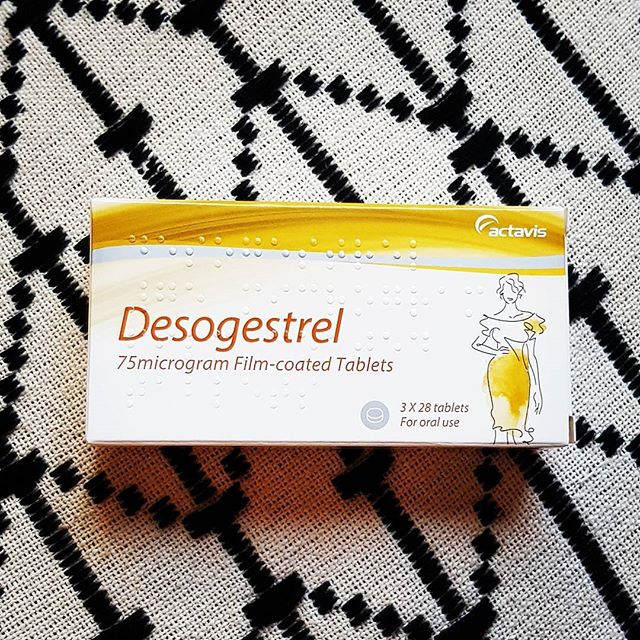 actavis
Desogestrel
75microgram Film-coated Tablets
3 X 28 tablets
For oral use